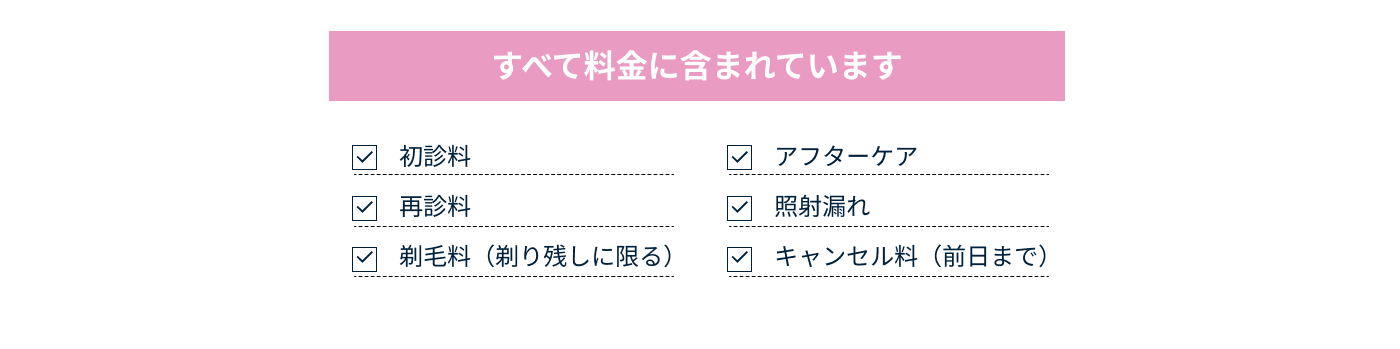 すべて料金に含まれています
初診料
再診料
剃毛料（剃り残しに限る）
アフターケア
照射漏れ
キャンセル料（前日まで）